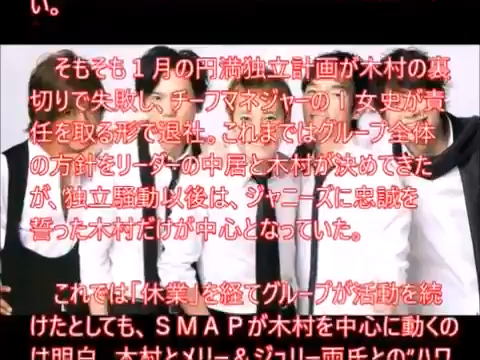 い。
　そもそも１月の円満独立計画が木村の裏
切りで失敗し、チーフマネジャーのＩ女史が責
任を取る形で退社。これまではグループ全体
の方針をリーダーの中居と木村が決めてきた
が、独立騒動以後は、ジャニーズに忠誠を
誓った木村だけが中心となっていた。
　これでは「休業」を経てグループが活動を続
けたとしても、ＳＭＡＰが木村を中心に動くの
は明白。木村とメリー＆ジュリー両氏との“ハワ